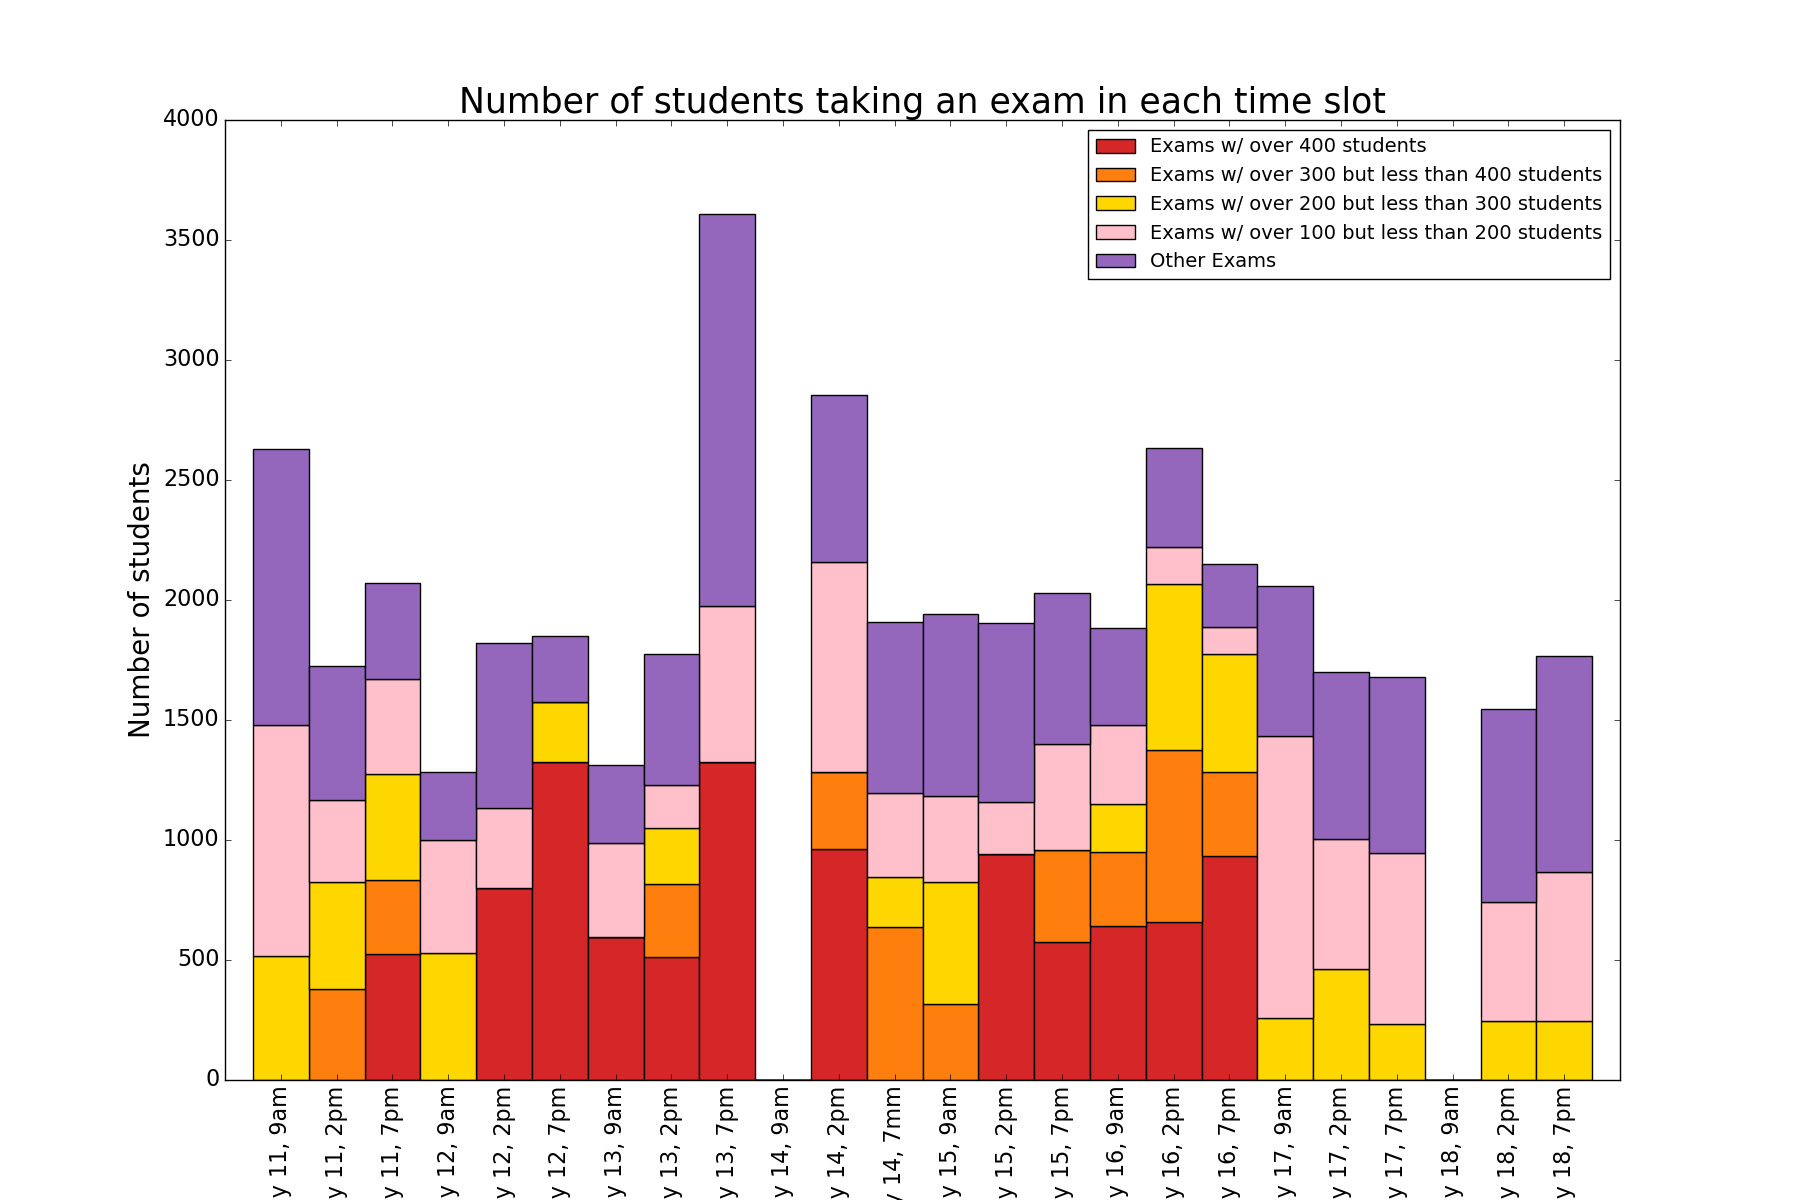 Number of students taking an exam in each time slot
Exams w/ over 400 students
Exams w/ over 300 but less than 400 students
Exams w/ over 200 but less than 300 students
Exams w/ over 100 but less than 200 students
Other Exams
Number of students
4000
3500
3000
2500
2000
1500
1000
500
0
y 11, 9am
y 11, 2pm
y 11, 7pm
y 12, 9am
y 12, 2pm
y 12, 7pm
y 13, 9am
y 13, 2pm
y 13, 7pm
y 14, 9am
y 14, 2pm
y 14, 7mm
y 15, 9am
y 15, 2pm
y 15, 7pm
y 16, 9am
y 16, 2pm
y 16, 7pm
y 17, 9am
y 17, 2pm
y 17, 7pm
y 18, 9am
y 18, 2pm
y 18, 7pm